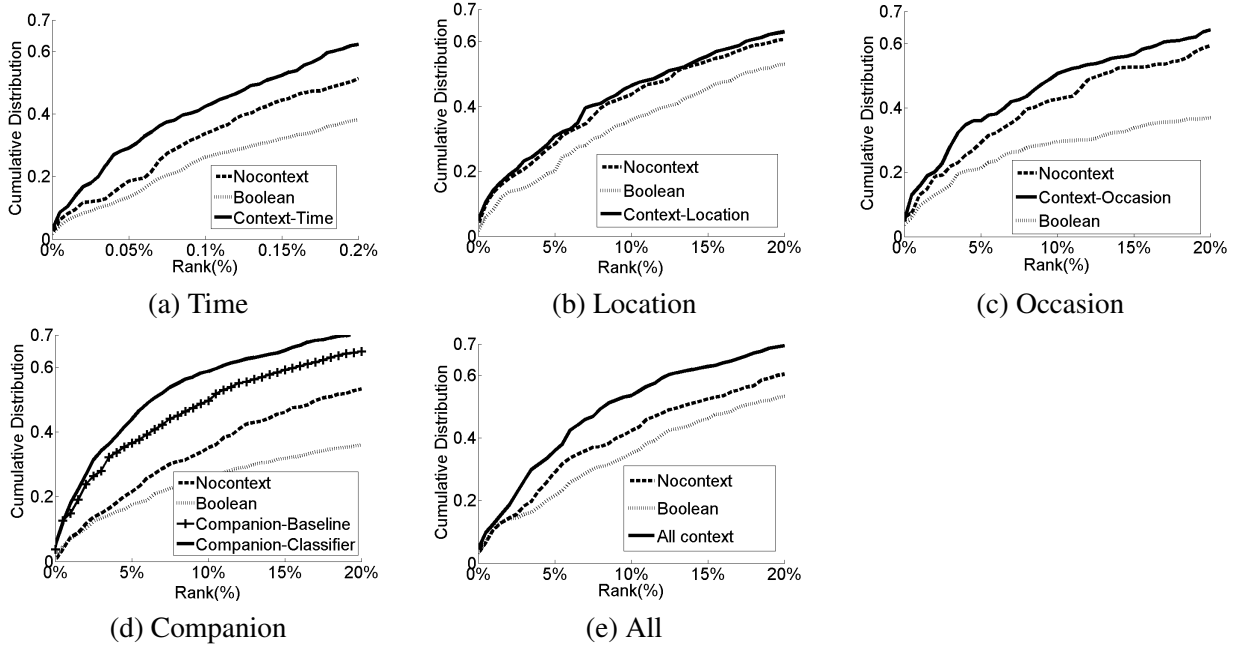 Cumulative Distribution
0.7
0.6
0.4
0.2
0
0%
0.05%
0.1%
0.15%
0.2%
Rank(%)
Nocontext
Boolean
Context-Time
(a) Time
Cumulative Distribution
0.7
0.6
0.4
0.2
0
0%
5%
10%
15%
20%
Rank(%)
Nocontext
Boolean
Context-Location
(b) Location
Cumulative Distribution
0.7
0.6
0.4
0.2
0
0%
5%
10%
15%
20%
Rank(%)
Nocontext
Context-Occasion
Boolean
(c) Occasion
Cumulative Distribution
0.7
0.6
0.4
0.2
0
0%
5%
10%
15%
20%
Rank(%)
Nocontext
Boolean
Companion-Baseline
Companion-Classifier
(d) Companion
Cumulative Distribution
0.7
0.6
0.4
0.2
0
0%
5%
10%
15%
20%
Rank(%)
Nocontext
Boolean
All context
(e) All